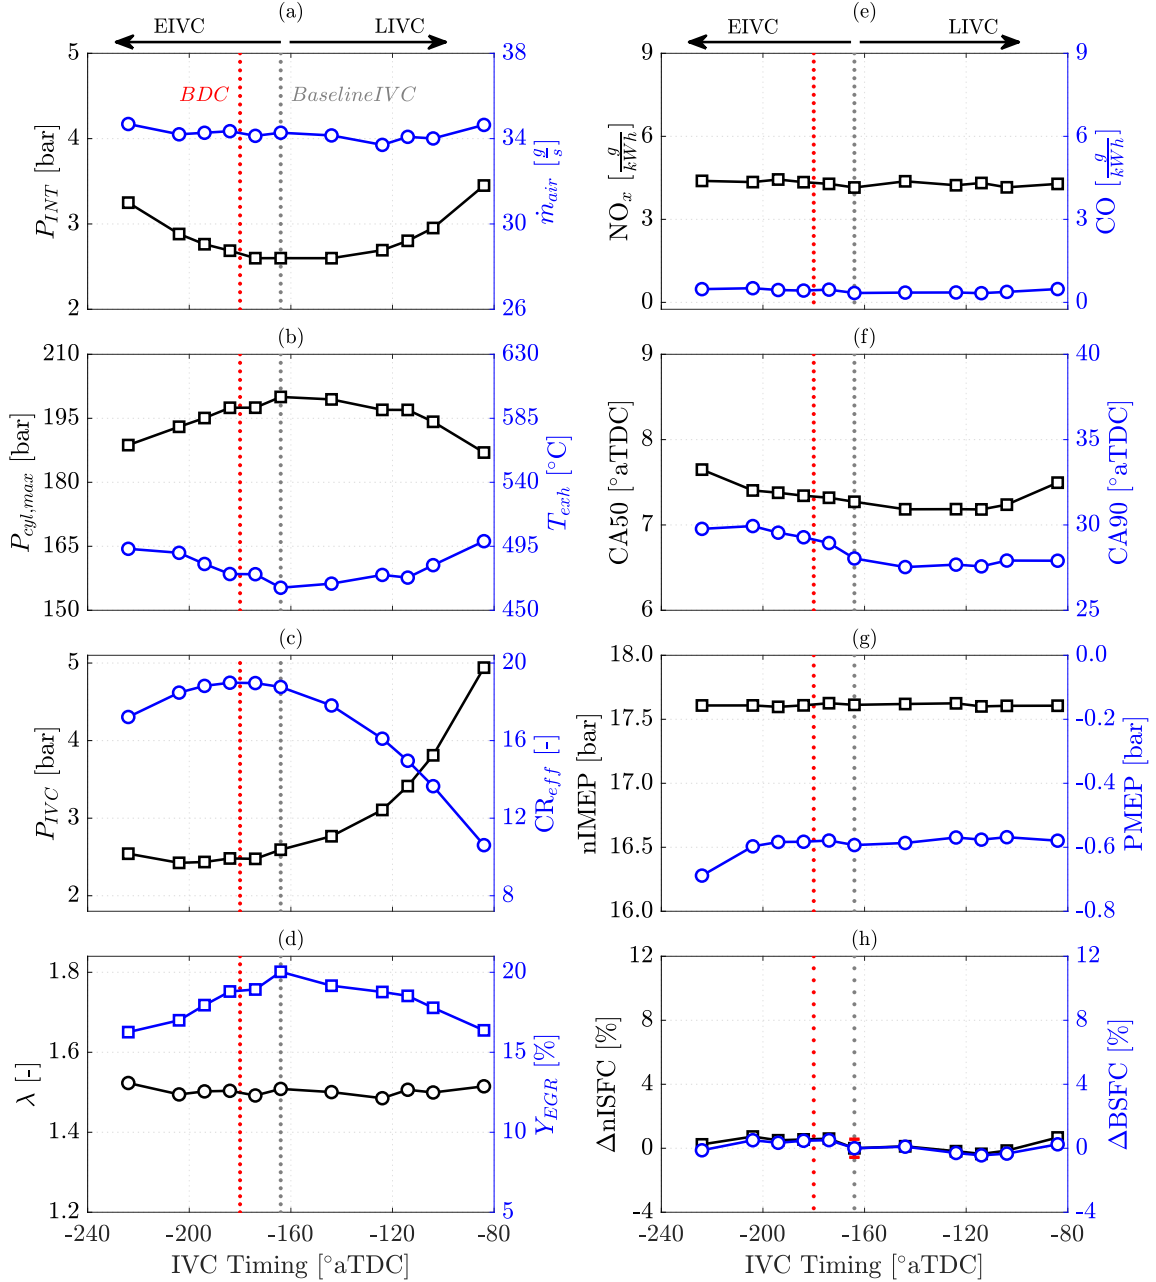 (a)
EIVC
LIVC
5
4
3
2
P_INT [bar]
BDC
BaselineIVC
38
34
30
26
ṁ_air [g/s]
(b)
210
195
180
165
150
P_cyl,max [bar]
630
585
540
495
450
T_exh [°C]
(c)
5
4
3
2
P_IVC [bar]
20
16
12
8
CR_eff [-]
(d)
1.8
1.6
1.4
1.2
λ [-]
20
15
10
5
Y_EGR [%]
-240
-200
-160
-120
-80
IVC Timing [°aTDC]
(e)
EIVC
LIVC
9
6
3
0
NO_x [g/kWh]
9
6
3
0
CO [g/kWh]
(f)
9
8
7
6
CA50 [°aTDC]
40
35
30
25
CA90 [°aTDC]
(g)
18.0
17.5
17.0
16.5
16.0
nIMEP [bar]
0.0
-0.2
-0.4
-0.6
-0.8
PMEP [bar]
(h)
12
8
4
0
-4
ΔnISFC [%]
12
8
4
0
-4
ΔBSFC [%]
-240
-200
-160
-120
-80
IVC Timing [°aTDC]